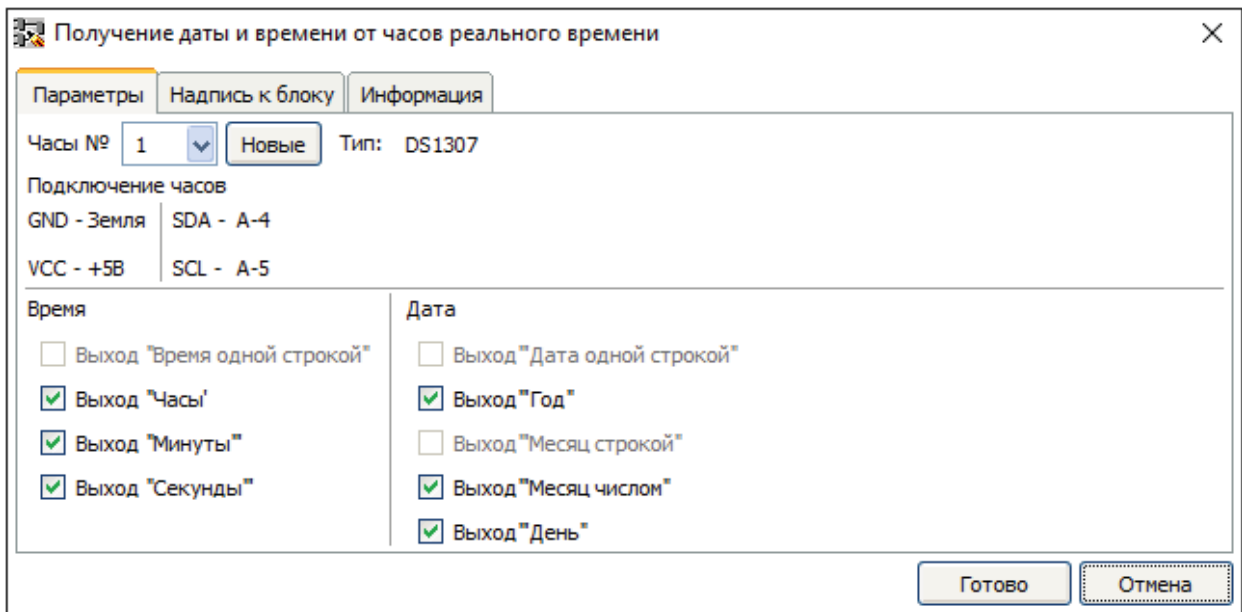 Получение даты и времени от часов реального времени
Параметры Надпись к блоку Информация
Часы № 1 Новые Тип: DS1307
Подключение часов
GND - Земля SDA - A-4
VCC - +5В SCL - A-5
Время Дата
Выход "Время одной строкой" Выход"'Дата одной строкой"
Выход "Часы' Выход"'Год"
Выход "Минуты'" Выход"'Месяц строкой"
Выход "Секунды'" Выход"'Месяц числом"
Выход"'День"
Готово Отмена